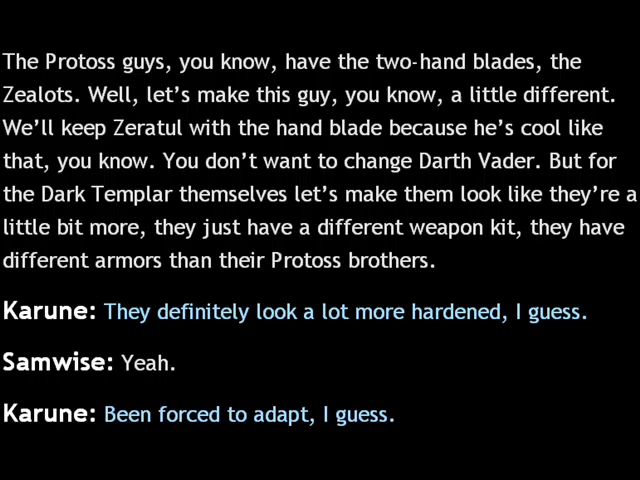 The Protoss guys, you know, have the two-hand blades, the
Zealots. Well, let’s make this guy, you know, a little different.
We’ll keep Zeratul with the hand blade because he’s cool like
that, you know. You don’t want to change Darth Vader. But for
the Dark Templar themselves let’s make them look like they’re a
little bit more, they just have a different weapon kit, they have
different armors than their Protoss brothers.
Karune: They definitely look a lot more hardened, I guess.
Samwise: Yeah.
Karune: Been forced to adapt, I guess.